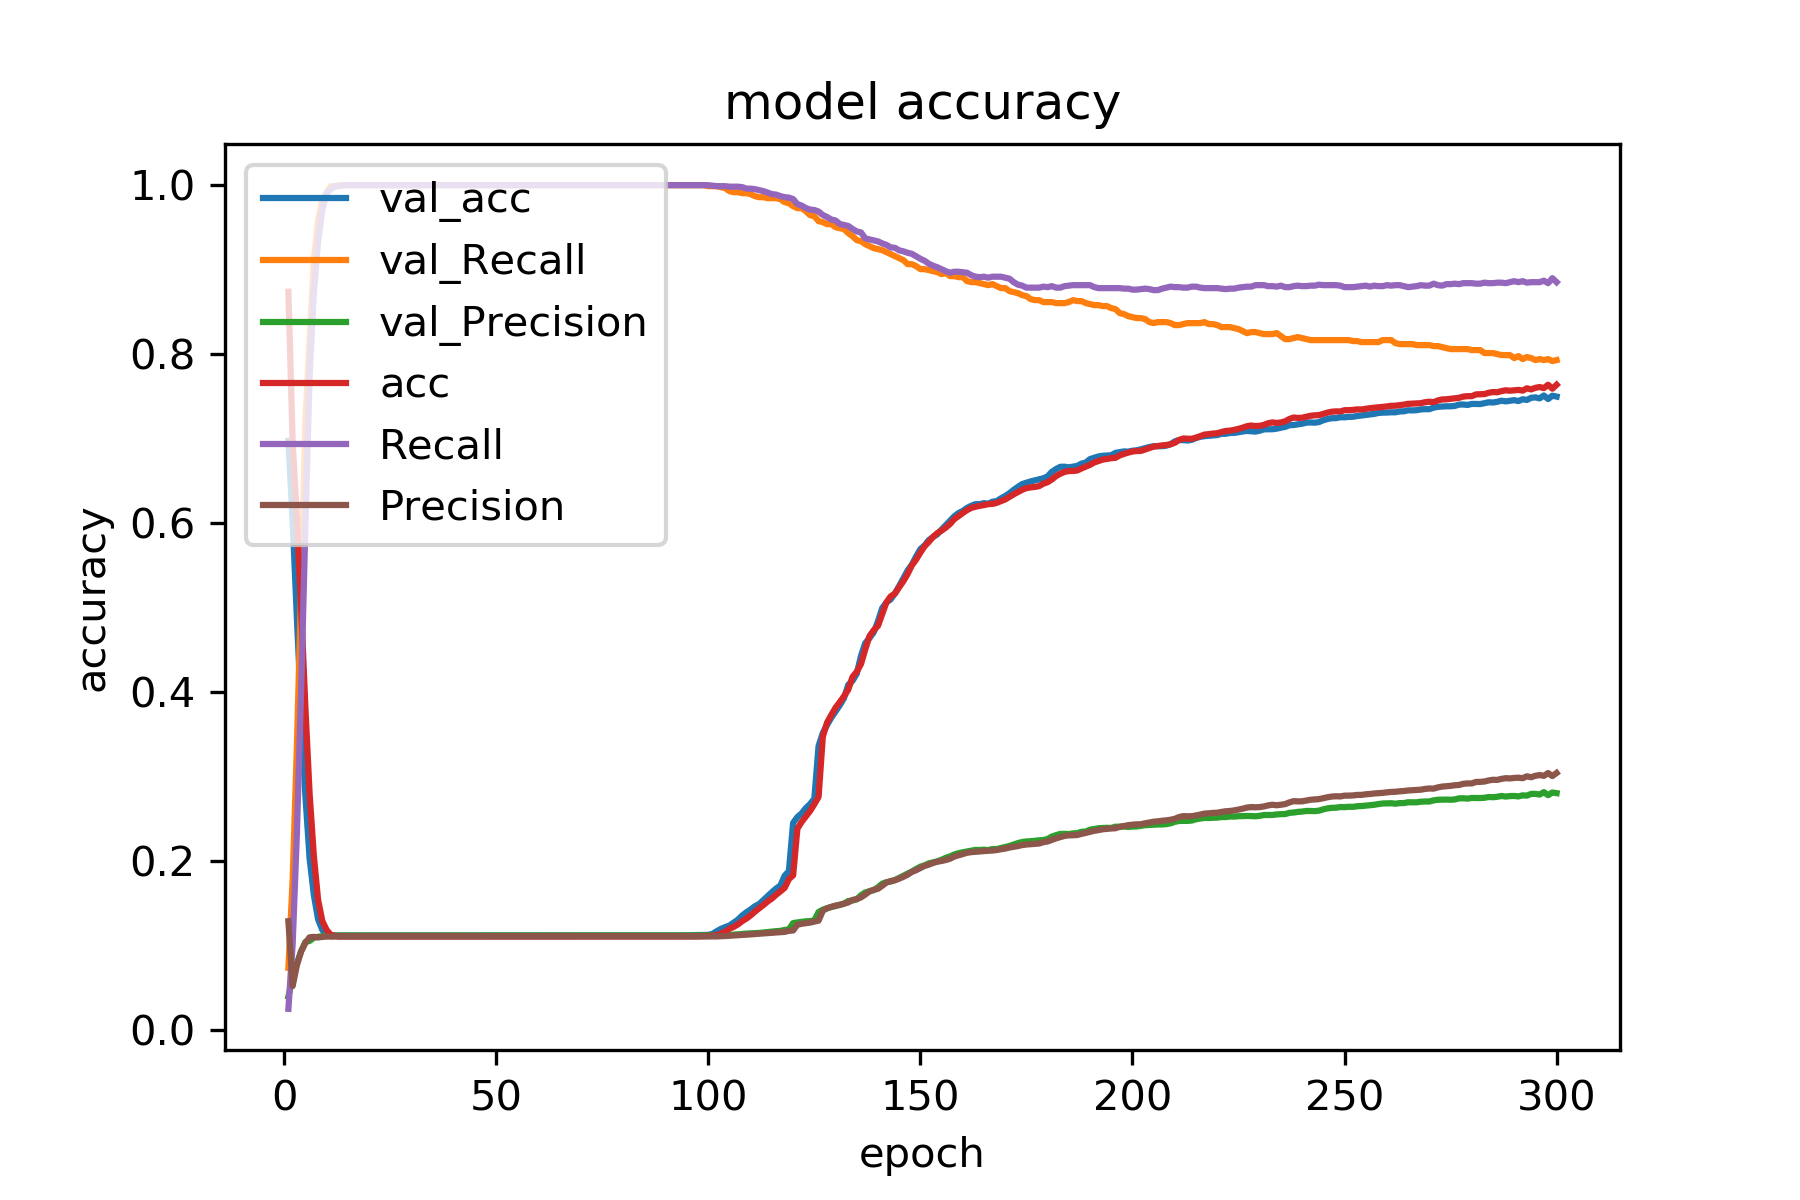 model accuracy
1.0
0.8
0.6
0.4
0.2
0.0
accuracy
val_acc
val_Recall
val_Precision
acc
Recall
Precision
0 50 100 150 200 250 300
epoch